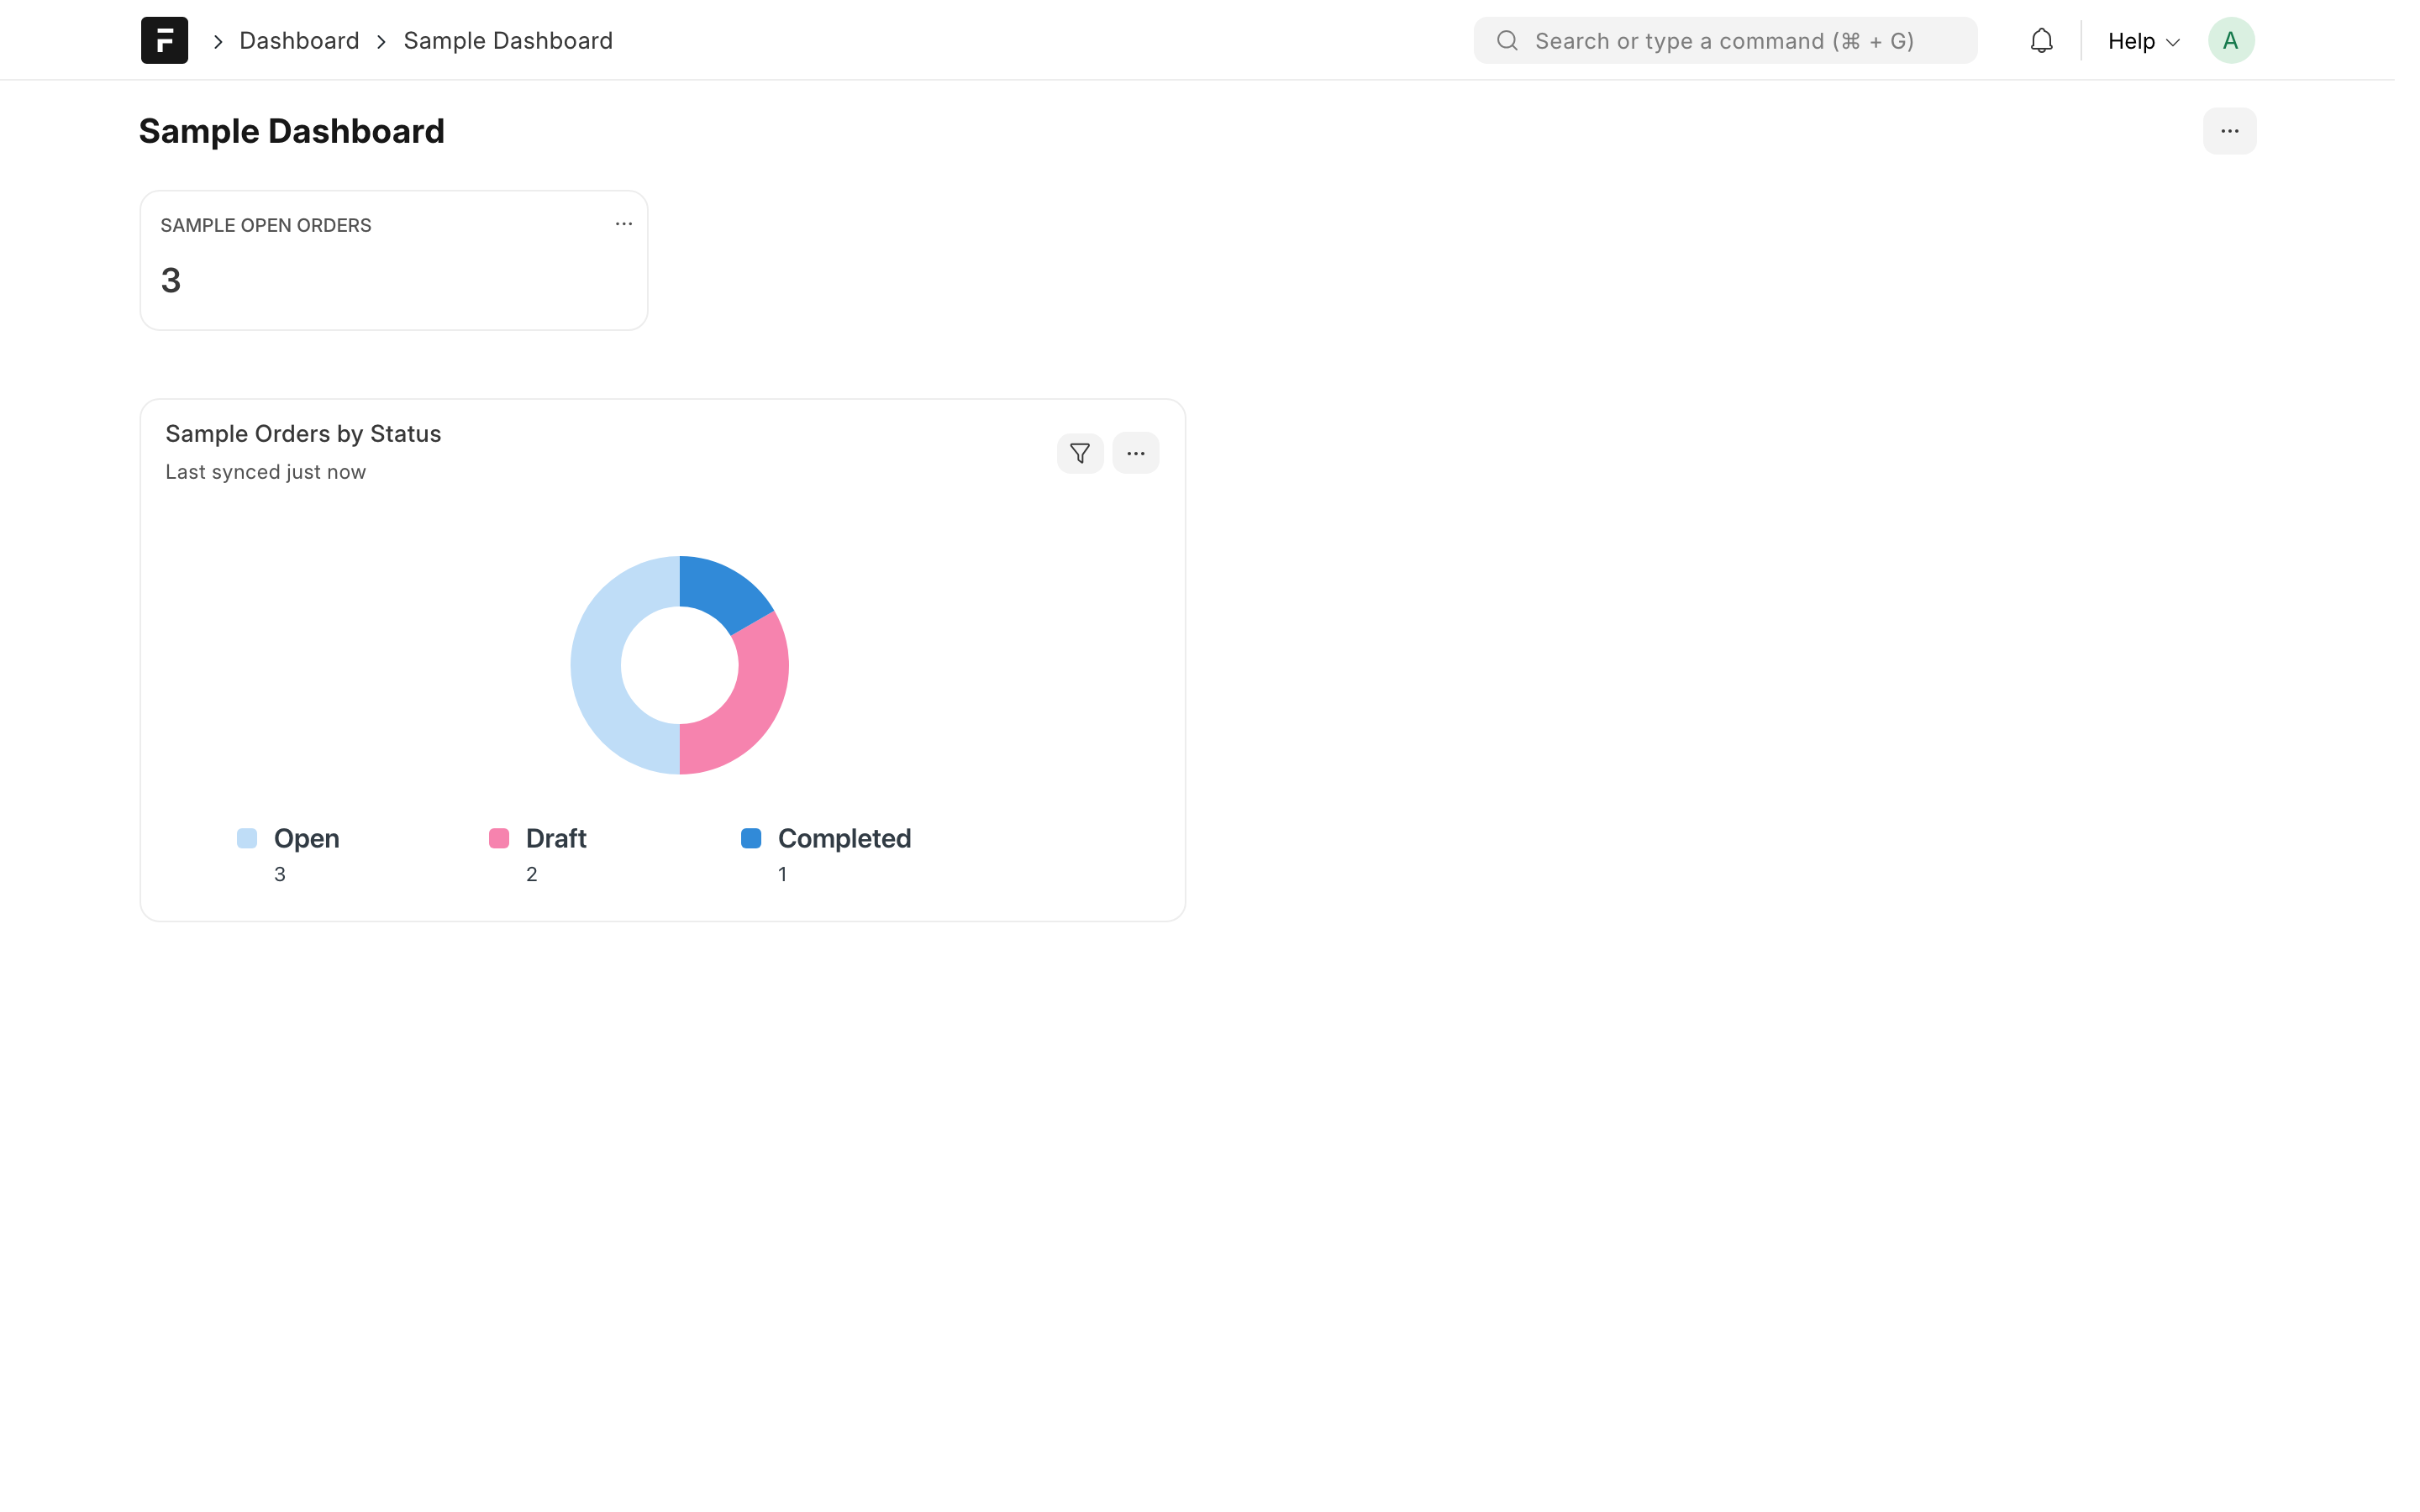 F
Dashboard
Sample Dashboard
Search or type a command (⌘ + G)
Help
A
Sample Dashboard
SAMPLE OPEN ORDERS
3
Sample Orders by Status
Last synced just now
Open
3
Draft
2
Completed
1